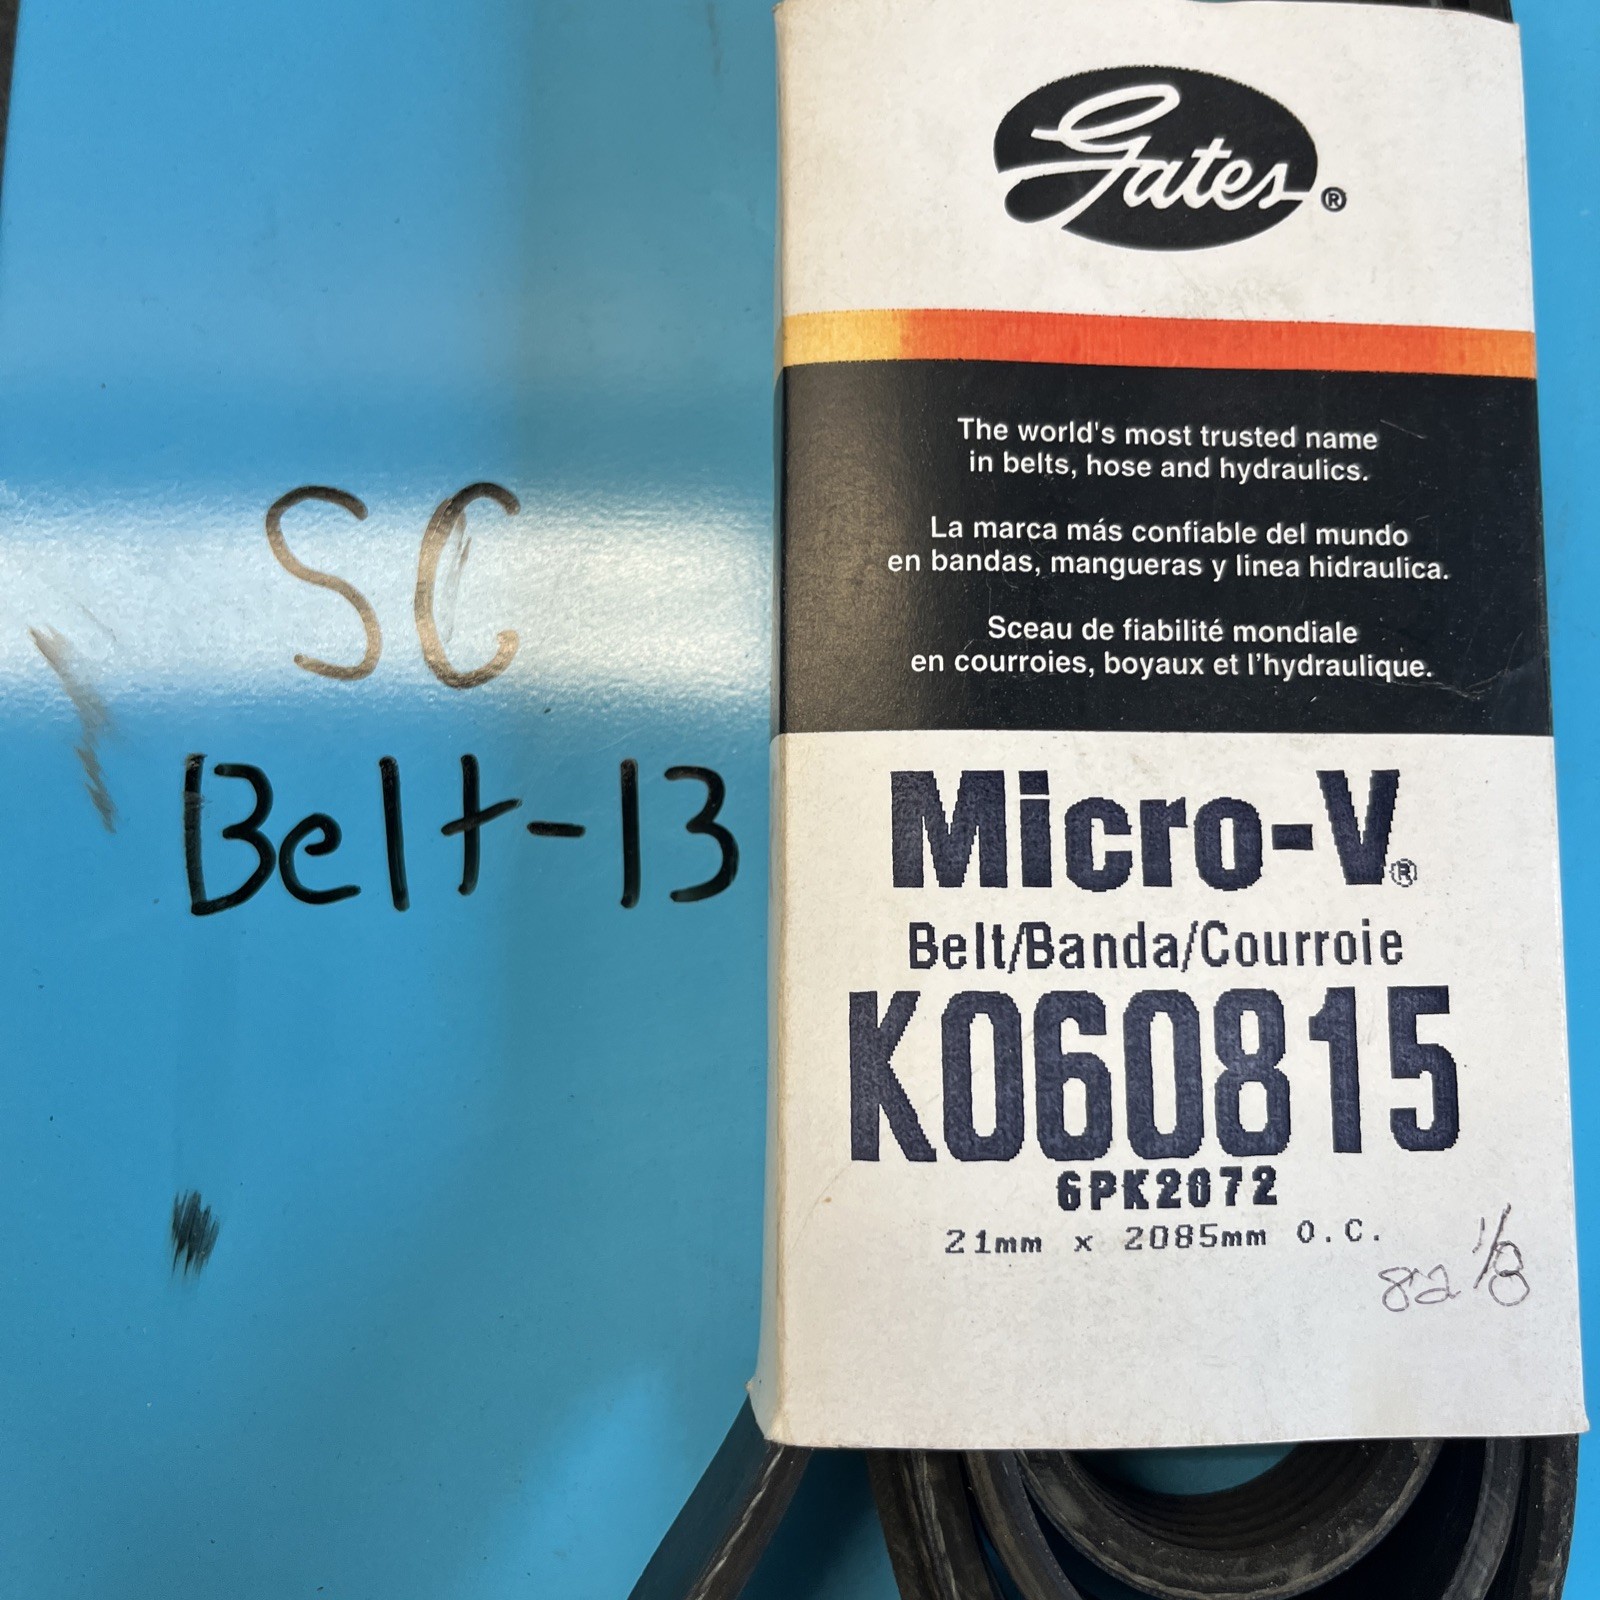 SC
Belt-13
Gates®
The world's most trusted name
in belts, hose and hydraulics.
La marca más confiable del mundo
en bandas, mangueras y linea hidraulica.
Sceau de fiabilité mondiale
en courroies, boyaux et l'hydraulique.
Micro-V®
Belt/Banda/Courroie
K060815
6PK2072
21mm x 2085mm O.C.
82 1/8